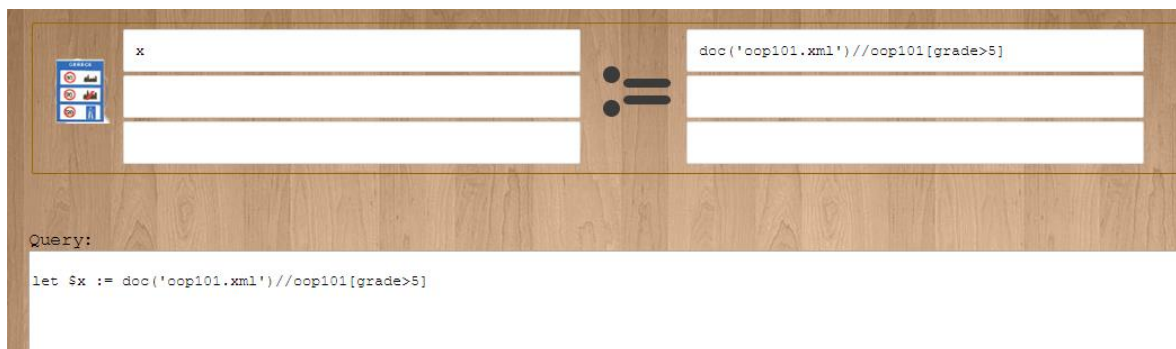 x
doc('oop101.xml')//oop101[grade>5]
:=
Query:
let $x := doc('oop101.xml')//oop101[grade>5]